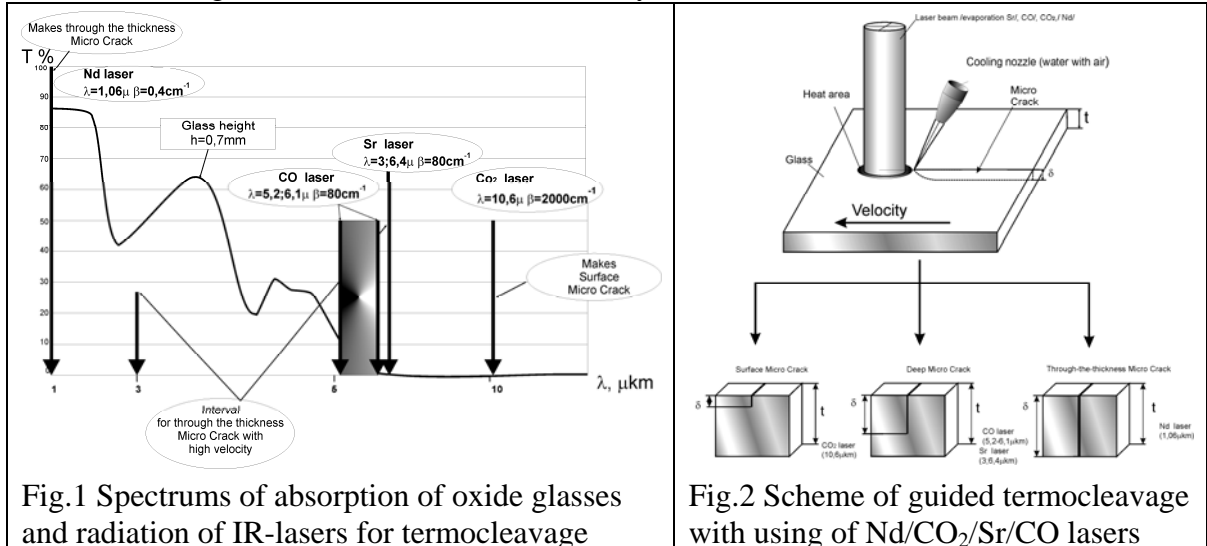 Makes through the thickness
Micro Crack
T %
100
90
80
70
60
50
40
30
20
10
0
Nd laser
λ=1,06μ β=0,4cm⁻¹
Glass height
h=0,7mm
Sr laser
λ=3;6,4μ β=80cm⁻¹
CO laser
λ=5,2;6,1μ β=80cm⁻¹
Co₂ laser
λ=10,6μ β=2000cm⁻¹
Makes
Surface
Micro Crack
1
3
10
λ, μkm
Interval
for through the thickness
Micro Crack with
high velocity
Fig.1 Spectrums of absorption of oxide glasses
and radiation of IR-lasers for termocleavage
Laser beam /evaporation Sr/, CO/, CO₂,/ Nd/
Cooling nozzle (water with air)
Heat area
Micro
Crack
t
Glass
δ
Velocity
Surface Micro Crack
δ
t
CO₂ laser
(10,6μkm)
Deep Micro Crack
δ
t
CO laser
(5,2-6,1μkm)
Sr laser
(3;6,4μkm)
Through-the-thickness Micro Crack
δ
t
Nd laser
(1,06μkm)
Fig.2 Scheme of guided termocleavage
with using of Nd/CO₂/Sr/CO lasers